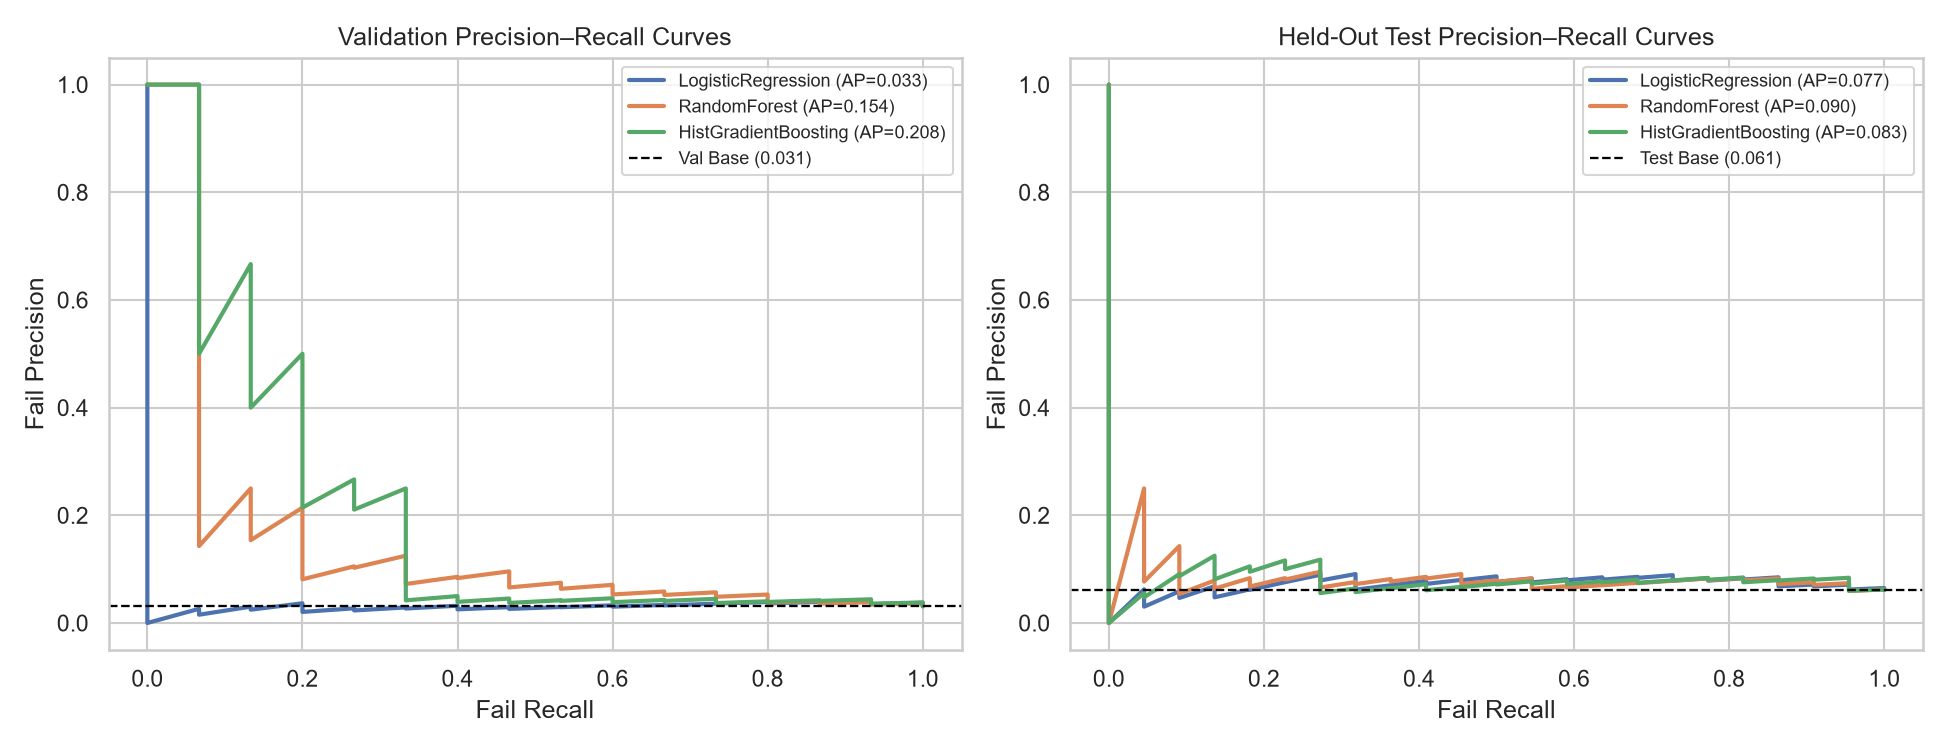 Validation Precision–Recall Curves
Fail Precision
1.0
0.8
0.6
0.4
0.2
0.0
LogisticRegression (AP=0.033)
RandomForest (AP=0.154)
HistGradientBoosting (AP=0.208)
Val Base (0.031)
0.0 0.2 0.4 0.6 0.8 1.0
Fail Recall
Held-Out Test Precision–Recall Curves
Fail Precision
1.0
0.8
0.6
0.4
0.2
0.0
LogisticRegression (AP=0.077)
RandomForest (AP=0.090)
HistGradientBoosting (AP=0.083)
Test Base (0.061)
0.0 0.2 0.4 0.6 0.8 1.0
Fail Recall